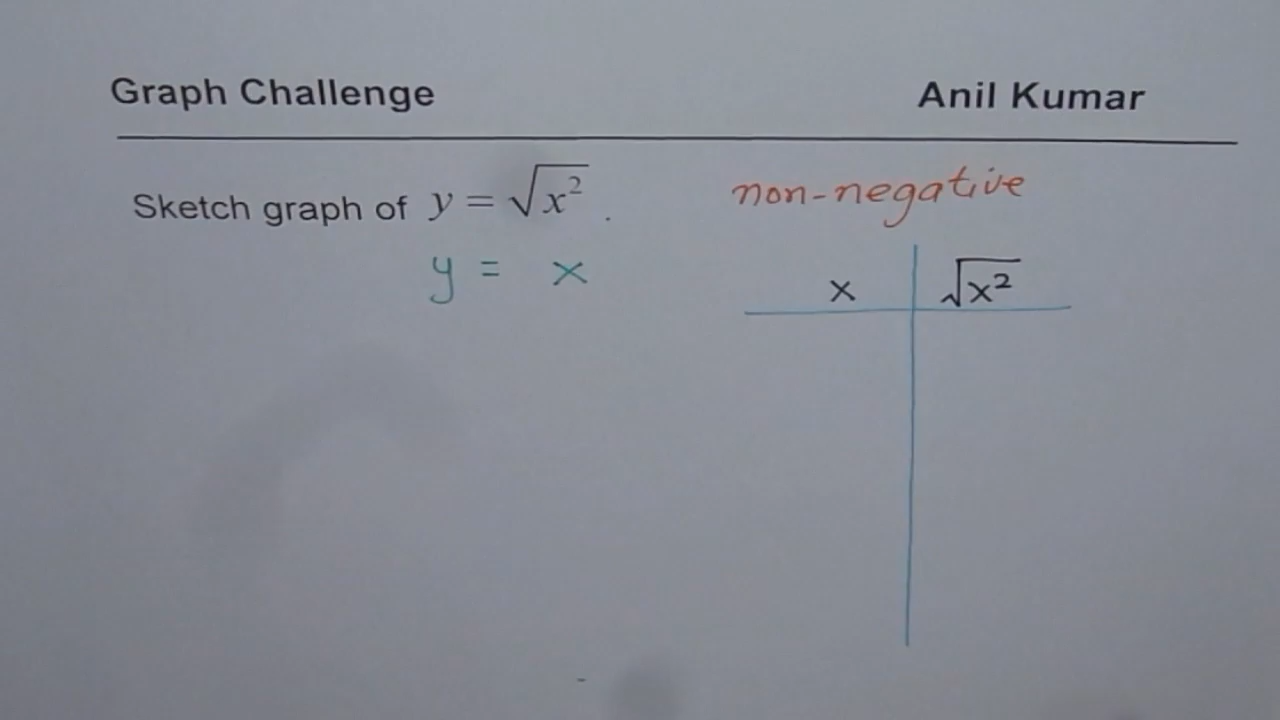 Graph Challenge Anil Kumar
Sketch graph of y = √x² .
y = x
non-negative
x √x²